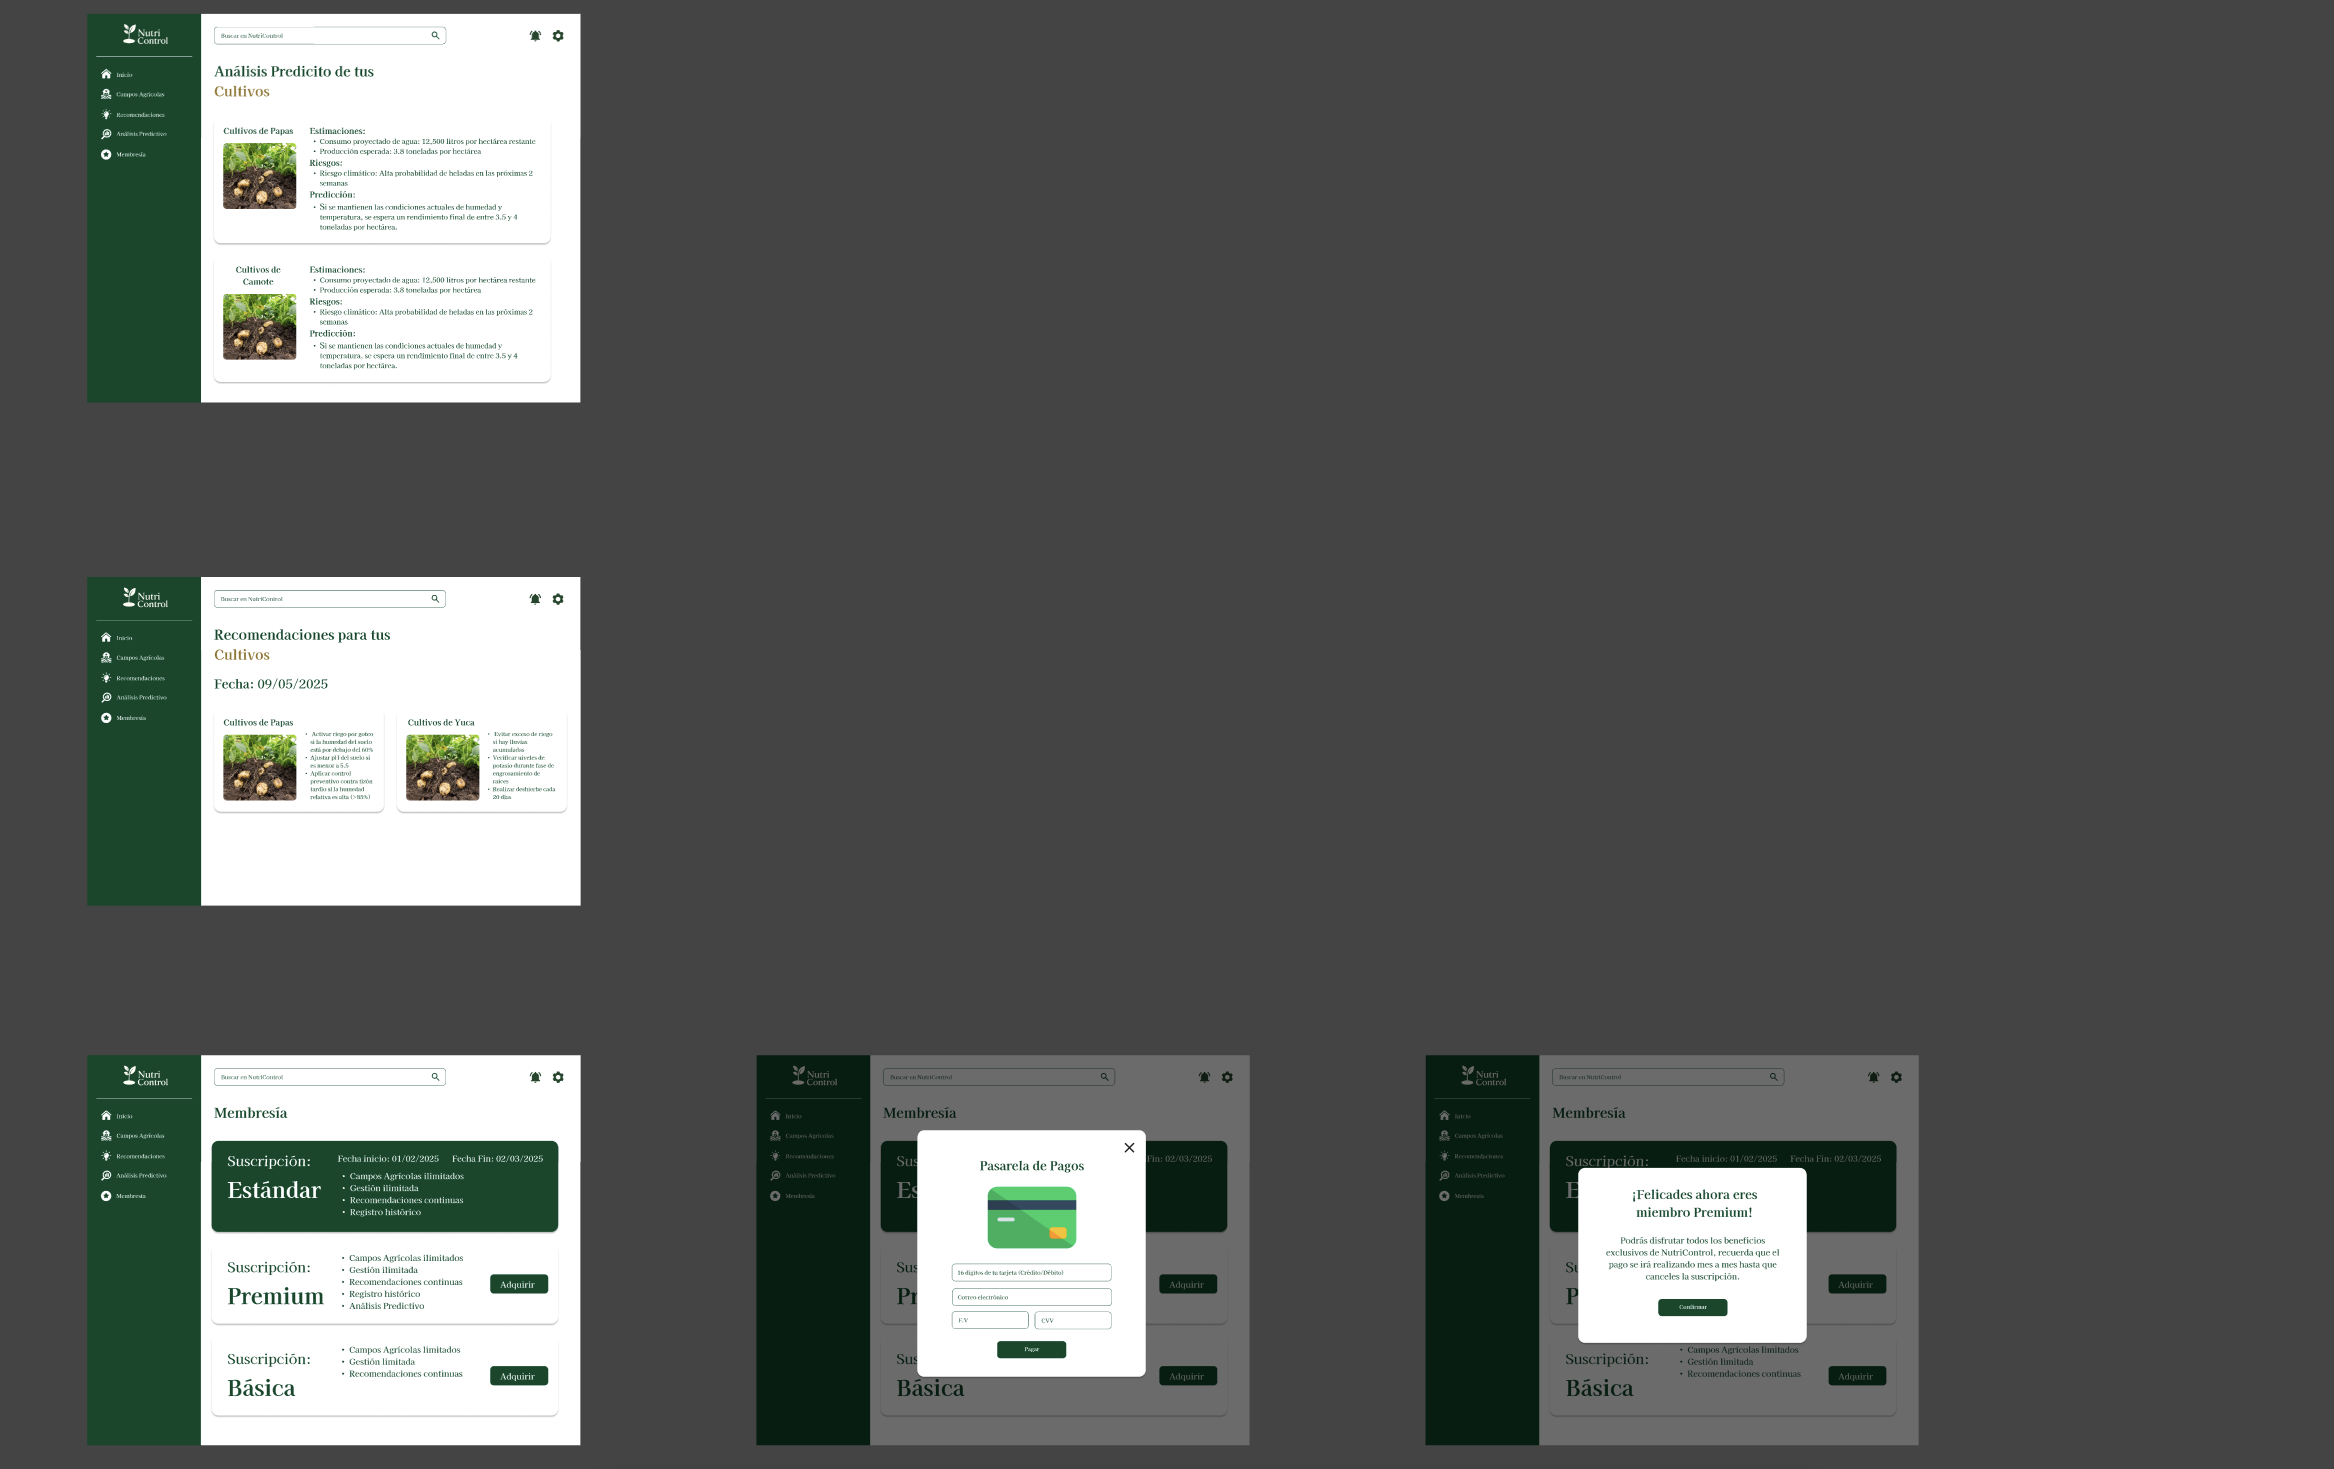 Nutri
Control
Inicio
Campos Agrícolas
Recomendaciones
Análisis Predictivo
Membresía
Buscar en NutriControl
Análisis Predicito de tus
Cultivos
Cultivos de Papas
Estimaciones:
• Consumo proyectado de agua: 12,500 litros por hectárea restante
• Producción esperada: 3.8 toneladas por hectárea
Riesgos:
• Riesgo climático: Alta probabilidad de heladas en las próximas 2
semanas
Predicción:
• Si se mantienen las condiciones actuales de humedad y
temperatura, se espera un rendimiento final de entre 3.5 y 4
toneladas por hectárea.
Cultivos de
Camote
Estimaciones:
• Consumo proyectado de agua: 12,500 litros por hectárea restante
• Producción esperada: 3.8 toneladas por hectárea
Riesgos:
• Riesgo climático: Alta probabilidad de heladas en las próximas 2
semanas
Predicción:
• Si se mantienen las condiciones actuales de humedad y
temperatura, se espera un rendimiento final de entre 3.5 y 4
toneladas por hectárea.
Nutri
Control
Inicio
Campos Agrícolas
Recomendaciones
Análisis Predictivo
Membresía
Buscar en NutriControl
Recomendaciones para tus
Cultivos
Fecha: 09/05/2025
Cultivos de Papas
• Activar riego por goteo
si la humedad del suelo
está por debajo del 60%
• Ajustar pH del suelo si
es menor a 5.5
• Aplicar control
preventivo contra tizón
tardío si la humedad
relativa es alta (>85%)
Cultivos de Yuca
• Evitar exceso de riego
si hay lluvias
acumuladas
• Verificar niveles de
potasio durante fase de
engrosamiento de
raíces
• Realizar deshierbe cada
20 días
Nutri
Control
Inicio
Campos Agrícolas
Recomendaciones
Análisis Predictivo
Membresía
Buscar en NutriControl
Membresía
Suscripción:
Estándar
Fecha inicio: 01/02/2025 Fecha Fin: 02/03/2025
• Campos Agrícolas ilimitados
• Gestión ilimitada
• Recomendaciones continuas
• Registro histórico
Suscripción:
Premium
• Campos Agrícolas ilimitados
• Gestión ilimitada
• Recomendaciones continuas
• Registro histórico
• Análisis Predictivo
Adquirir
Suscripción:
Básica
• Campos Agrícolas limitados
• Gestión limitada
• Recomendaciones continuas
Adquirir
Nutri
Control
Inicio
Campos Agrícolas
Recomendaciones
Análisis Predictivo
Membresía
Buscar en NutriControl
Membresía
Su
Es
Fin: 02/03/2025
Su
Pr
Adquirir
Su
Básica
Adquirir
Pasarela de Pagos
16 dígitos de tu tarjeta (Crédito/Débito)
Correo electrónico
F.V
CVV
Pagar
Nutri
Control
Inicio
Campos Agrícolas
Recomendaciones
Análisis Predictivo
Membresía
Buscar en NutriControl
Membresía
Suscripción:
E
Fecha inicio: 01/02/2025 Fecha Fin: 02/03/2025
S
P
Adquirir
Suscripción:
Básica
• Campos Agrícolas limitados
• Gestión limitada
• Recomendaciones continuas
Adquirir
¡Felicades ahora eres
miembro Premium!
Podrás disfrutar todos los beneficios
exclusivos de NutriControl, recuerda que el
pago se irá realizando mes a mes hasta que
canceles la suscripción.
Confirmar